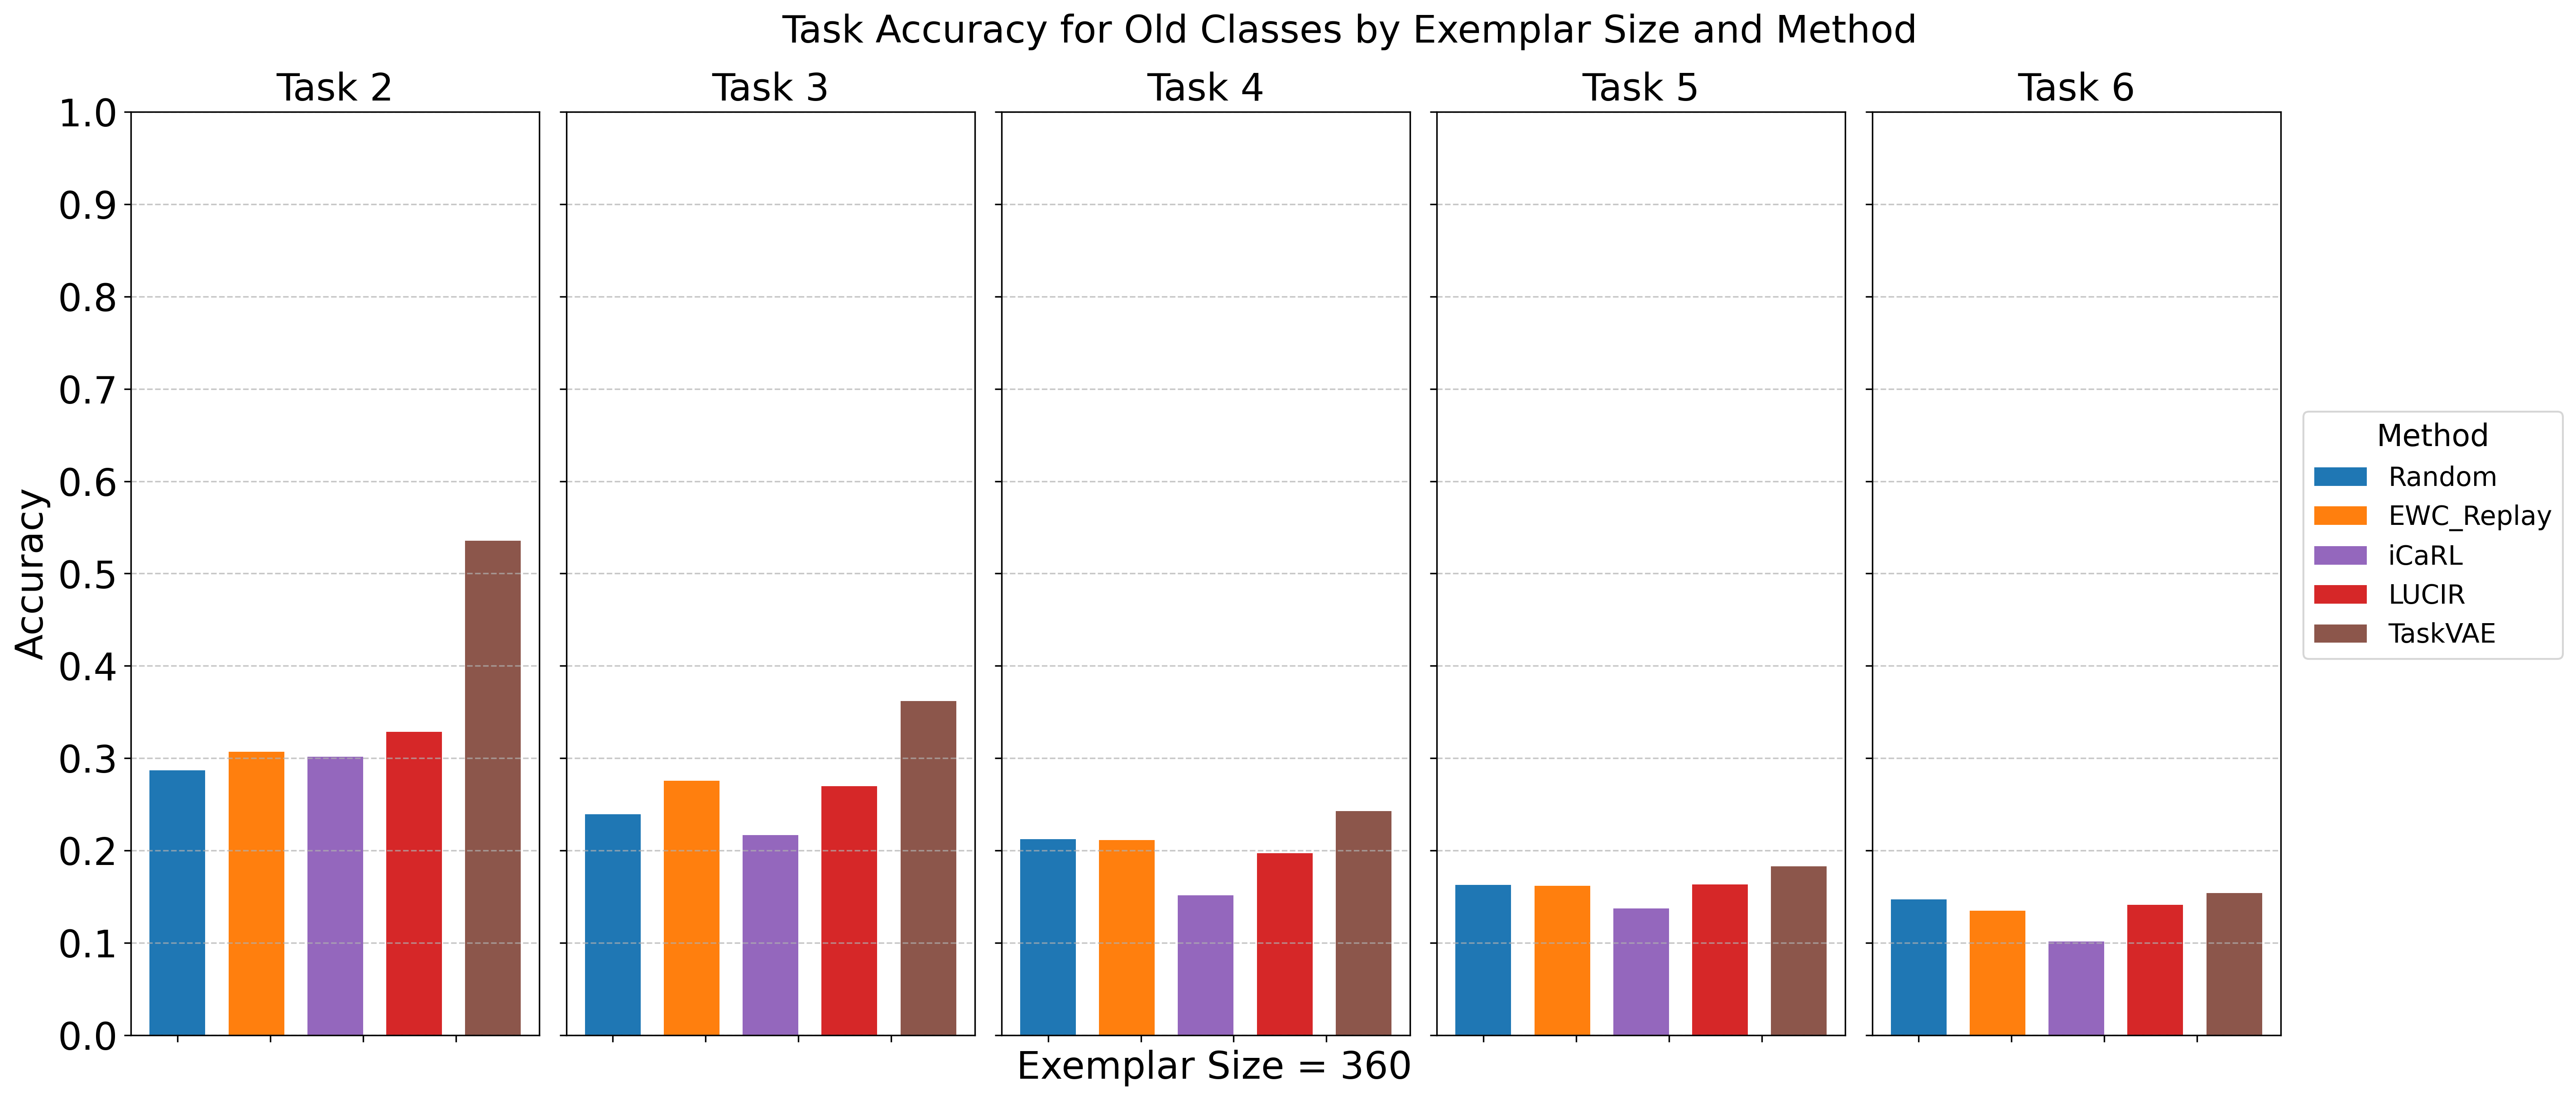 Task Accuracy for Old Classes by Exemplar Size and Method
Task 2
Task 3
Task 4
Task 5
Task 6
Accuracy
1.0
0.9
0.8
0.7
0.6
0.5
0.4
0.3
0.2
0.1
0.0
Exemplar Size = 360
Method
Random
EWC_Replay
iCaRL
LUCIR
TaskVAE